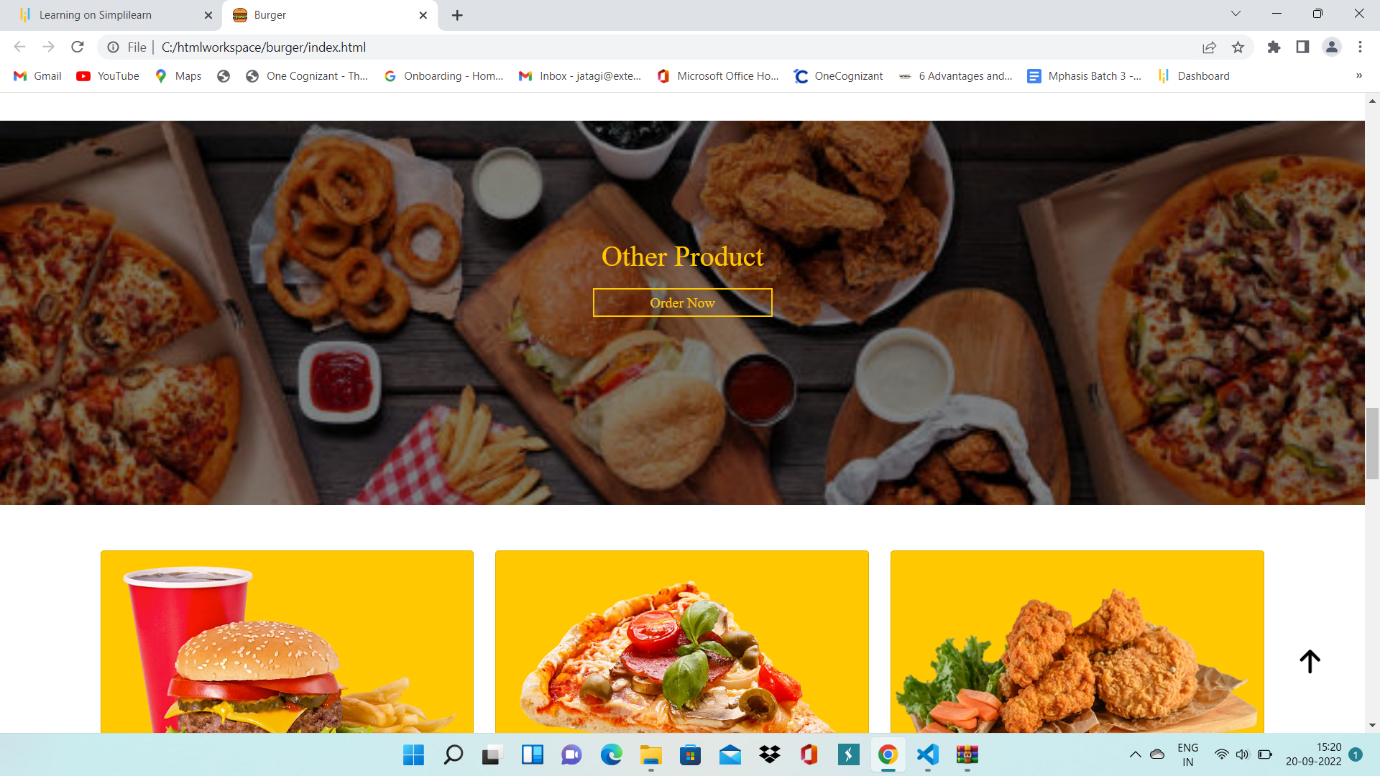 Learning on Simplilearn
Burger
File | C:/htmlworkspace/burger/index.html
Gmail
YouTube
Maps
One Cognizant - Th...
Onboarding - Hom...
Inbox - jatagi@exte...
Microsoft Office Ho...
OneCognizant
6 Advantages and...
Mphasis Batch 3 -...
Dashboard
»
Other Product
Order Now
ENG
IN
15:20
20-09-2022
1